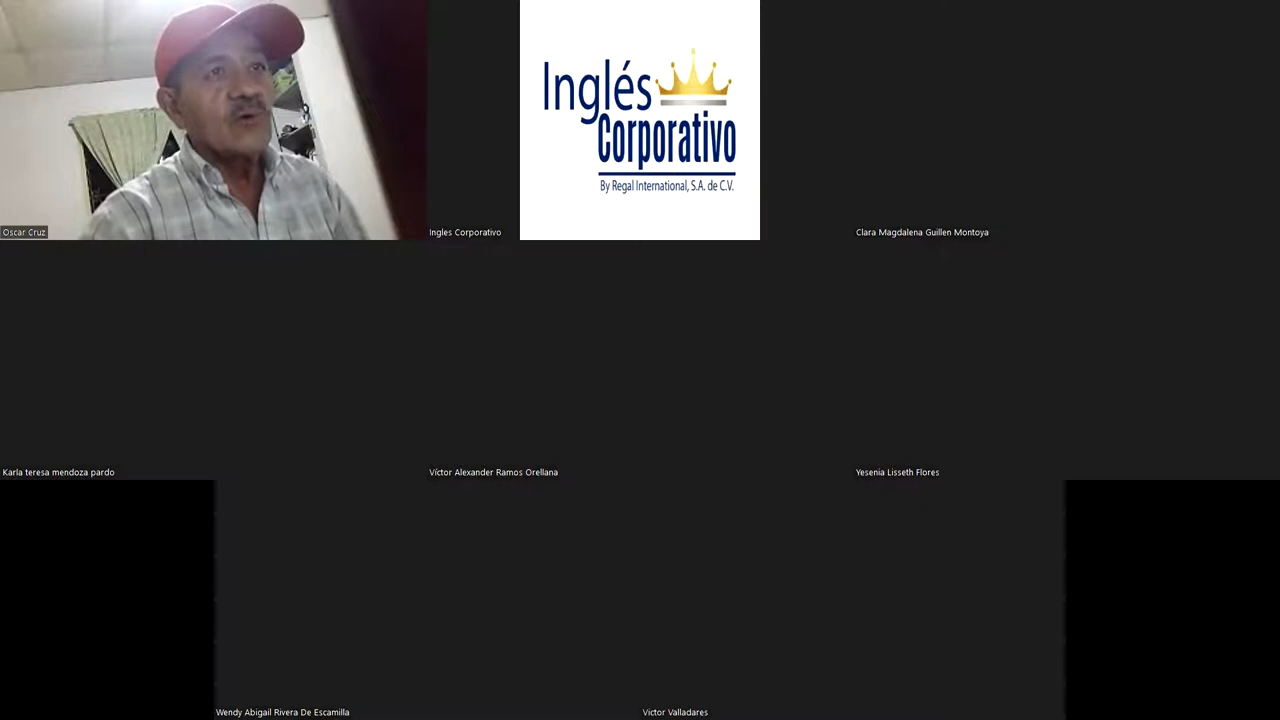 Inglés
Corporativo
By Regal International, S.A. de C.V.
Oscar Cruz
Ingles Corporativo
Clara Magdalena Guillen Montoya
Karla teresa mendoza pardo
Víctor Alexander Ramos Orellana
Yesenia Lisseth Flores
Wendy Abigail Rivera De Escamilla
Victor Valladares